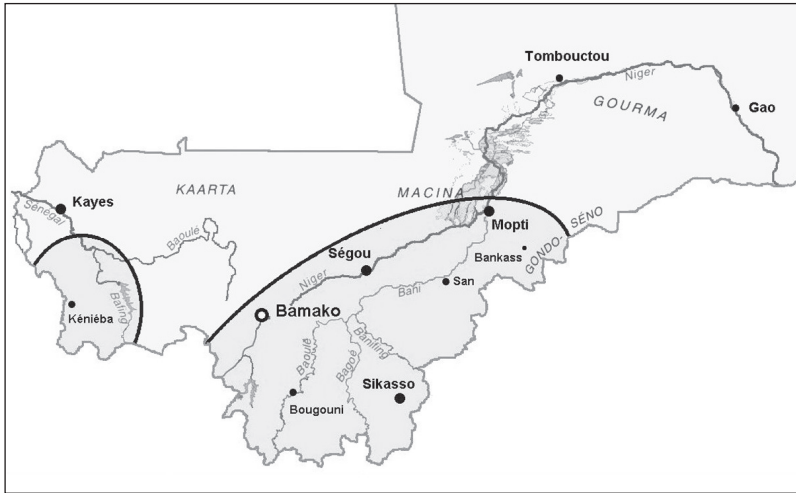 Tombouctou
Niger
GOURMA
Gao
KAARTA
MACINA
Kayes
Sénégal
Baoulé
Mopti
GONDO-SÉNO
Ségou
Bankass
Niger
San
Bani
Kéniéba
Bafing
Bamako
Banifing
Baoulé
Bagoé
Sikasso
Bougouni